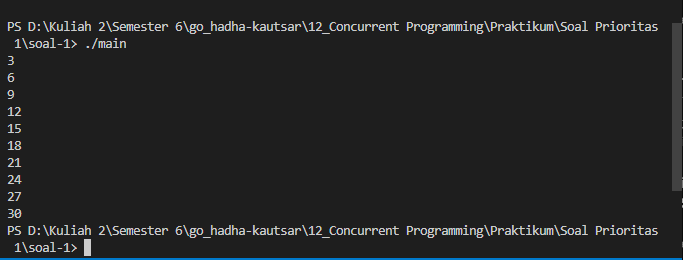 PS D:\Kuliah 2\Semester 6\go_hadha-kautsar\12_Concurrent Programming\Praktikum\Soal Prioritas
1\soal-1> ./main
3
6
9
12
15
18
21
24
27
30
PS D:\Kuliah 2\Semester 6\go_hadha-kautsar\12_Concurrent Programming\Praktikum\Soal Prioritas
1\soal-1>